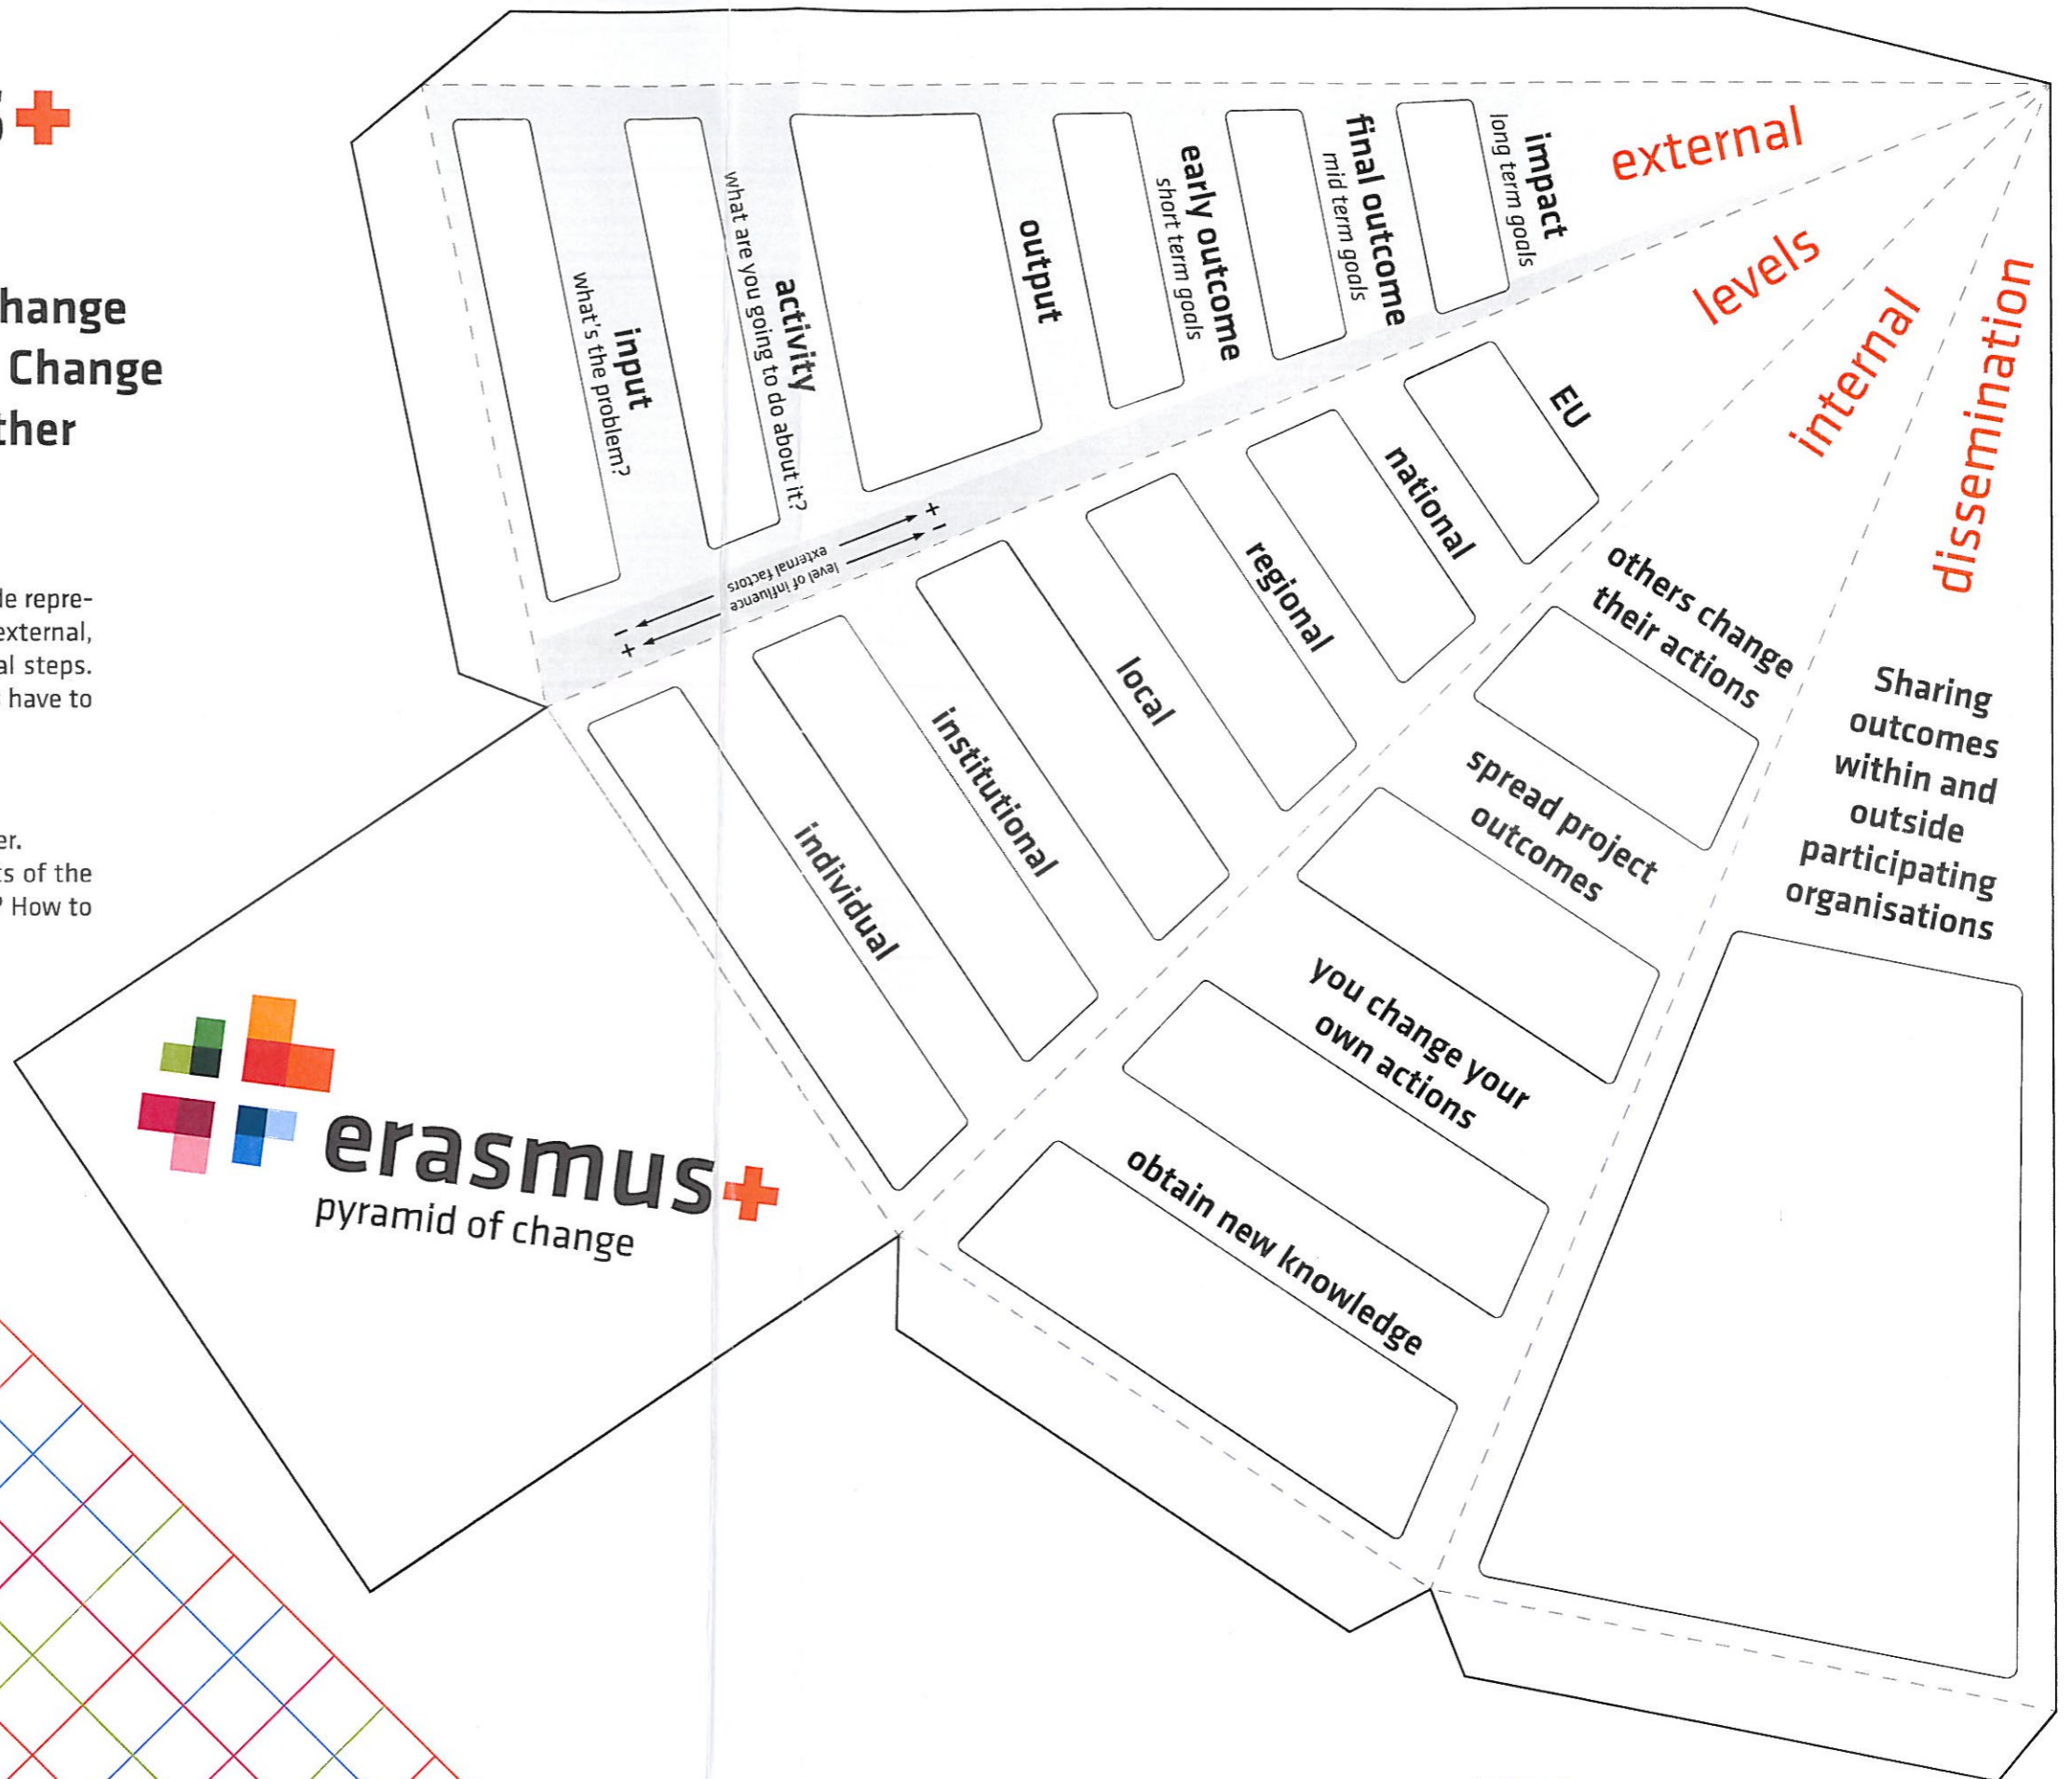 hange
Change
ther
le repre-
external,
al steps.
have to
er.
ts of the
? How to
external
impact
long term goals
final outcome
mid term goals
early outcome
short term goals
output
activity
what are you going to do about it?
input
what's the problem?
+
-
external factors
level of influence
-
+
levels
EU
national
regional
local
institutional
individual
internal
others change
their actions
spread project
outcomes
you change your
own actions
obtain new knowledge
dissemination
Sharing
outcomes
within and
outside
participating
organisations
erasmus+
pyramid of change